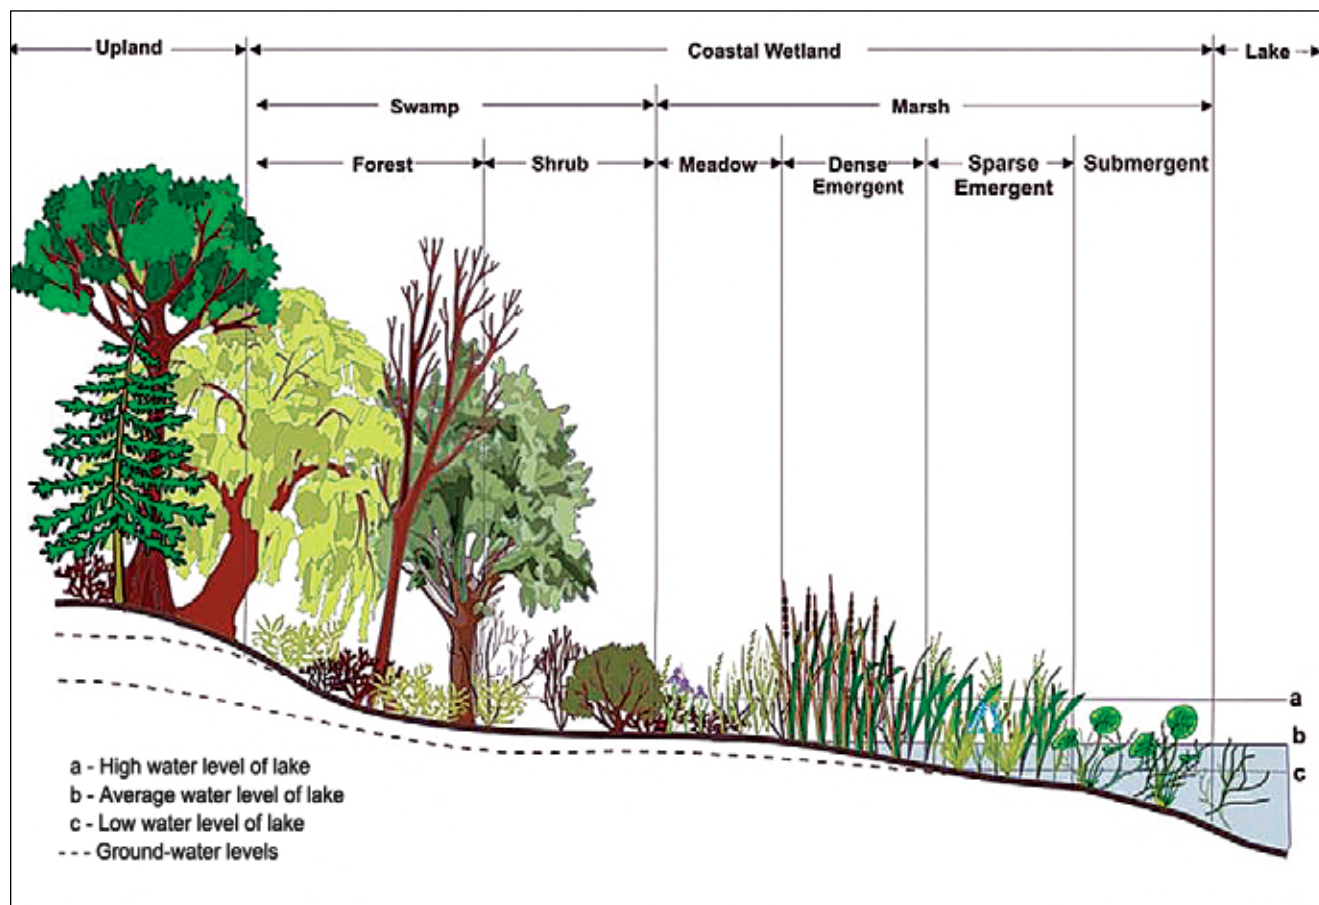 Upland
Coastal Wetland
Lake
Swamp
Marsh
Forest
Shrub
Meadow
Dense
Emergent
Sparse
Emergent
Submergent
a
b
c
a - High water level of lake
b - Average water level of lake
c - Low water level of lake
--- Ground-water levels